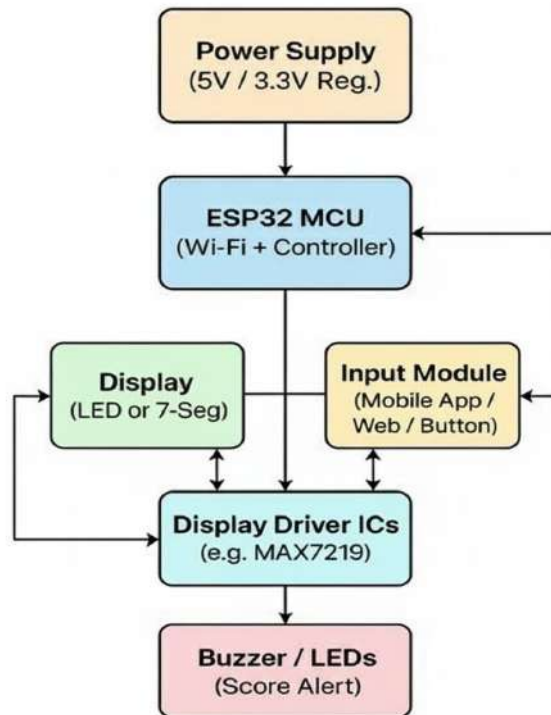 Power Supply
(5V / 3.3V Reg.)
ESP32 MCU
(Wi-Fi + Controller)
Display
(LED or 7-Seg)
Input Module
(Mobile App /
Web / Button)
Display Driver ICs
(e.g. MAX7219)
Buzzer / LEDs
(Score Alert)